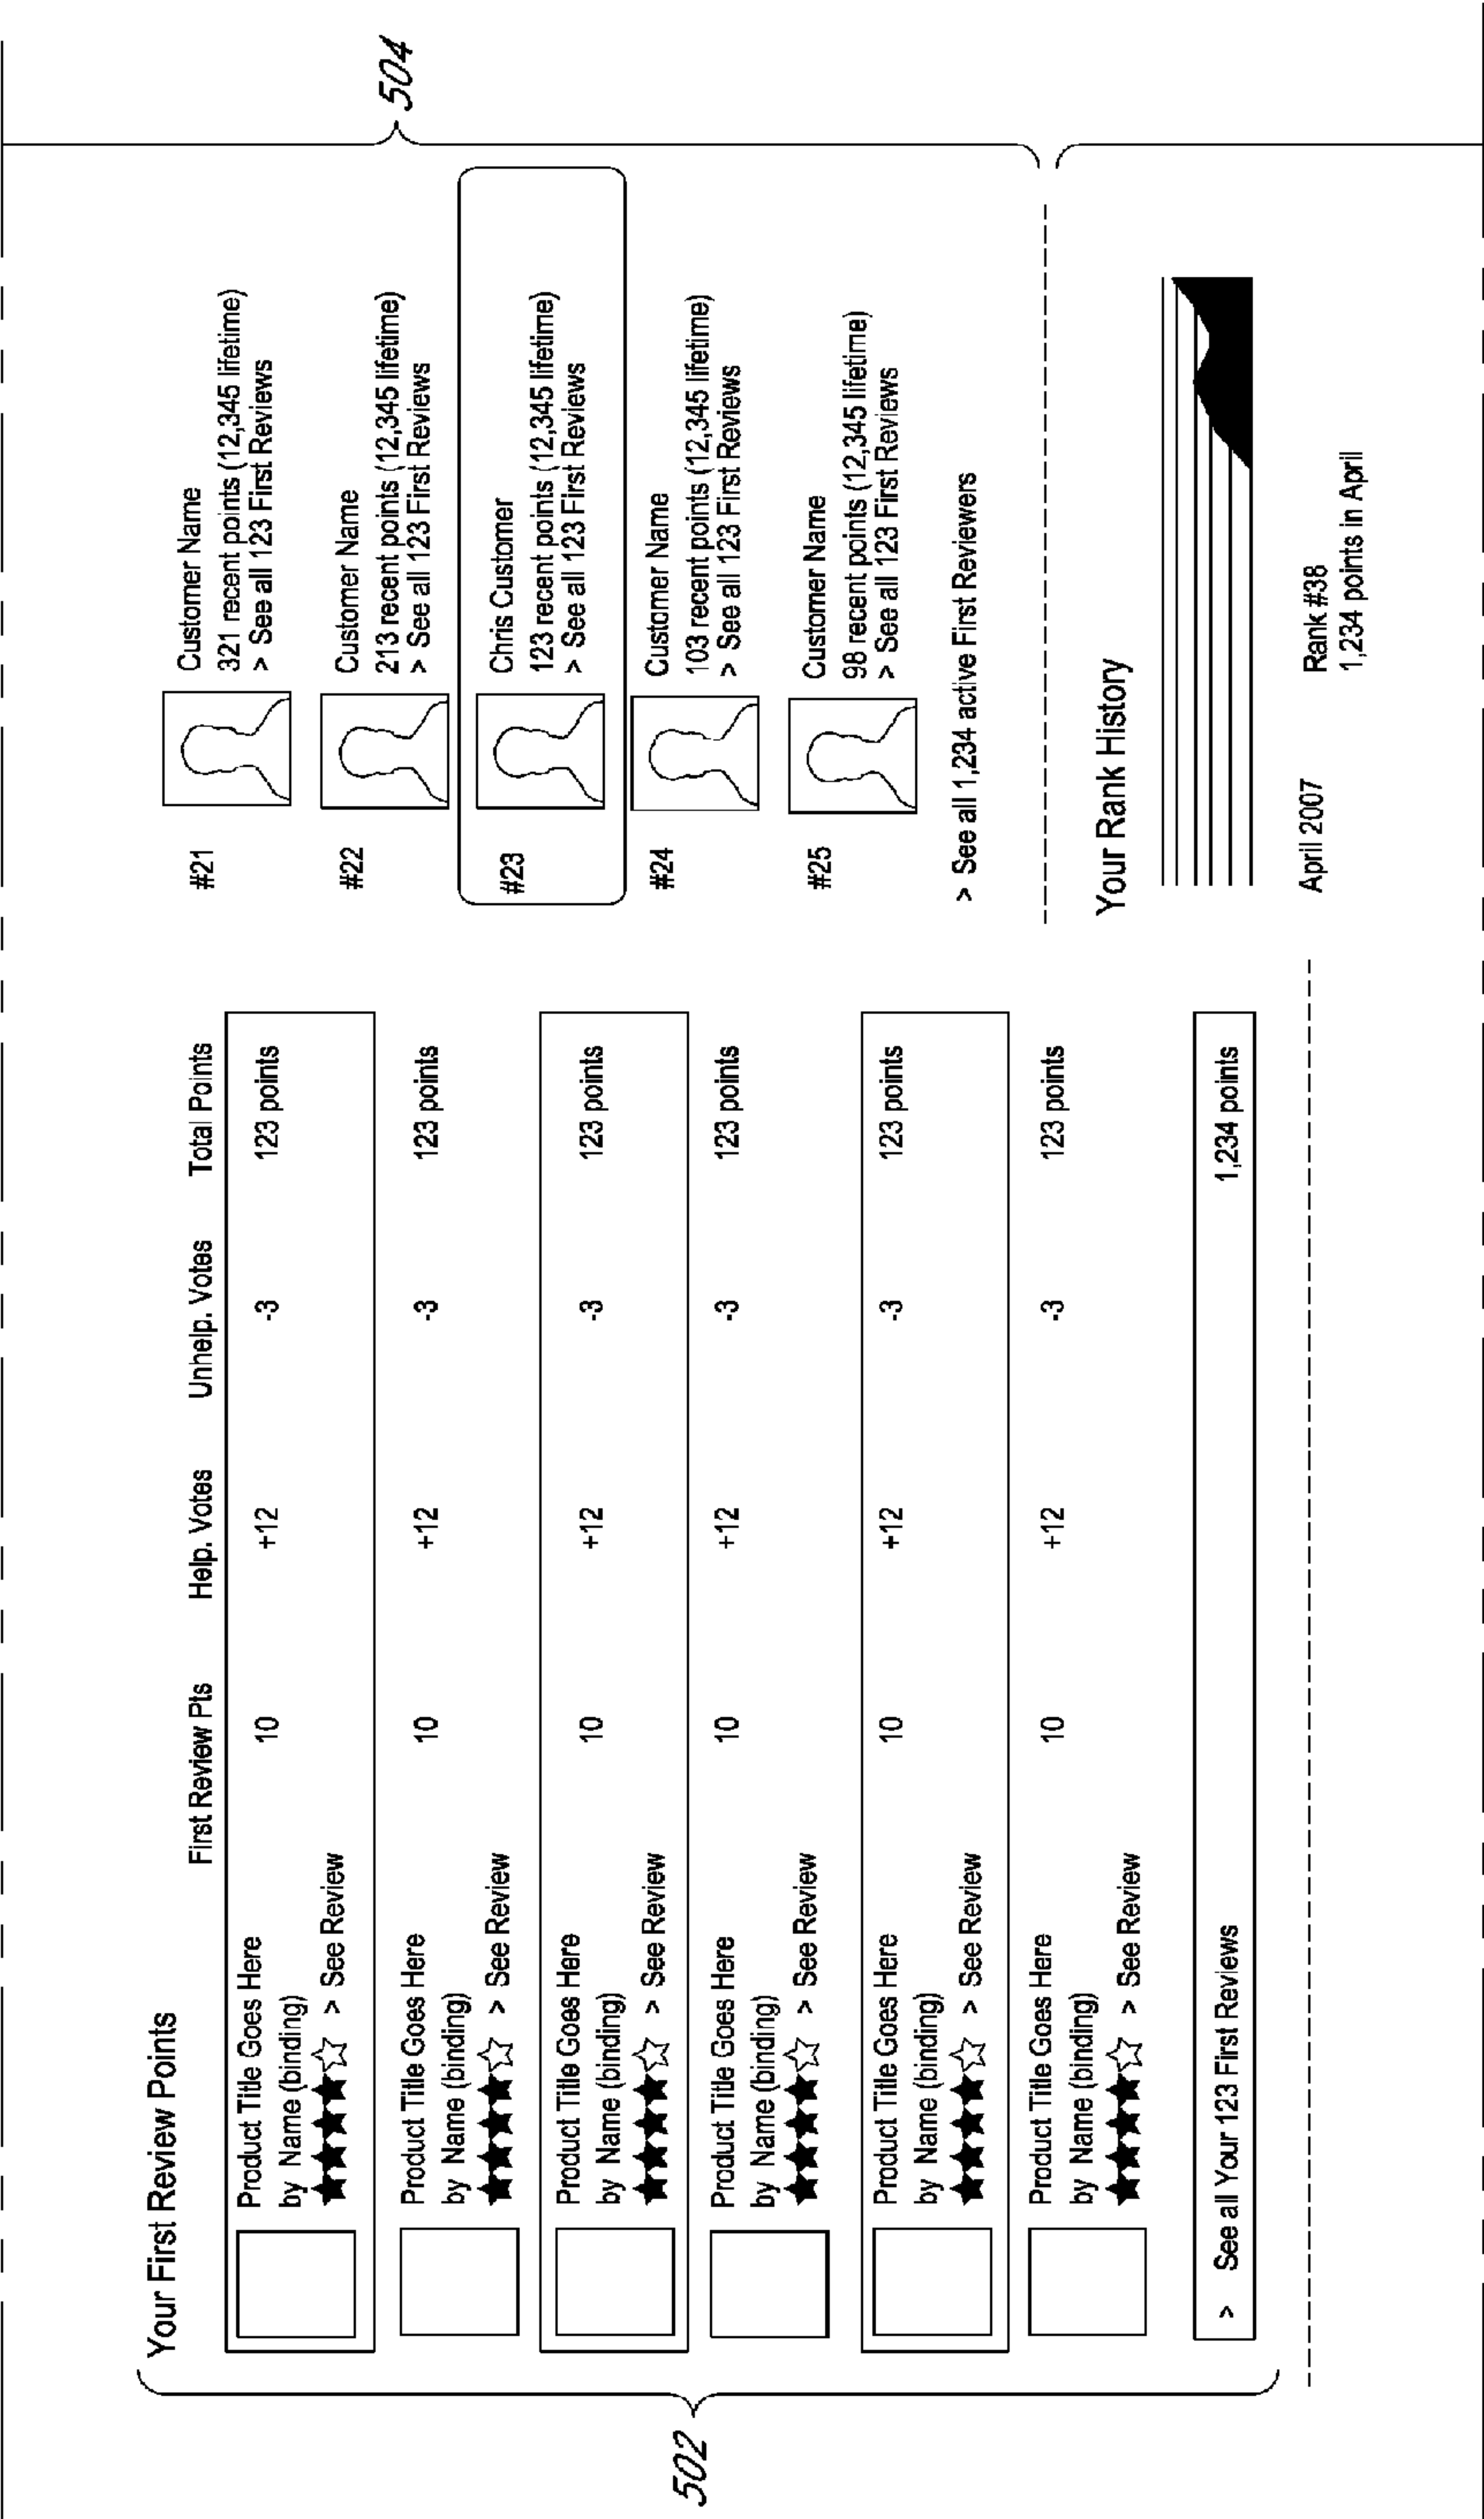 Your First Review Points
First Review Pts Help. Votes Unhelp. Votes Total Points
Product Title Goes Here 10 +12 -3 123 points
by Name (binding)
> See Review
Product Title Goes Here 10 +12 -3 123 points
by Name (binding)
> See Review
Product Title Goes Here 10 +12 -3 123 points
by Name (binding)
> See Review
Product Title Goes Here 10 +12 -3 123 points
by Name (binding)
> See Review
Product Title Goes Here 10 +12 -3 123 points
by Name (binding)
> See Review
Product Title Goes Here 10 +12 -3 123 points
by Name (binding)
> See Review
> See all Your 123 First Reviews 1,234 points
502
#21 Customer Name
321 recent points (12,345 lifetime)
> See all 123 First Reviews
#22 Customer Name
213 recent points (12,345 lifetime)
> See all 123 First Reviews
#23 Chris Customer
123 recent points (12,345 lifetime)
> See all 123 First Reviews
#24 Customer Name
103 recent points (12,345 lifetime)
> See all 123 First Reviews
#25 Customer Name
98 recent points (12,345 lifetime)
> See all 123 First Reviews
> See all 1,234 active First Reviewers
504
Your Rank History
April 2007 Rank #38
1,234 points in April